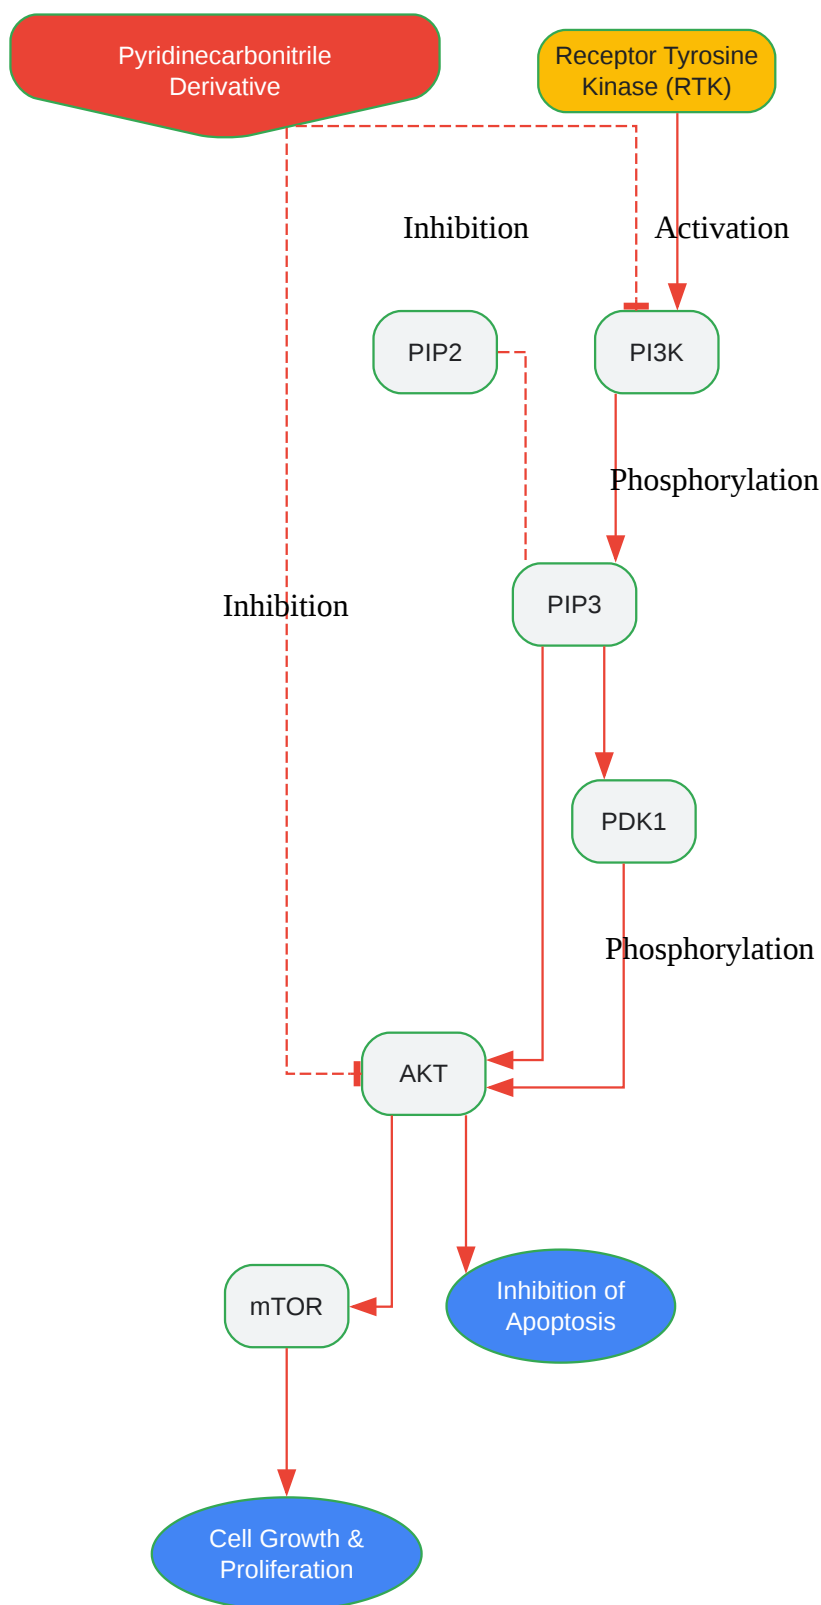 Pyridinecarbonitrile
Derivative
Receptor Tyrosine
Kinase (RTK)
Inhibition
Activation
PIP2
PI3K
Phosphorylation
Inhibition
PIP3
PDK1
Phosphorylation
AKT
mTOR
Inhibition of
Apoptosis
Cell Growth &
Proliferation